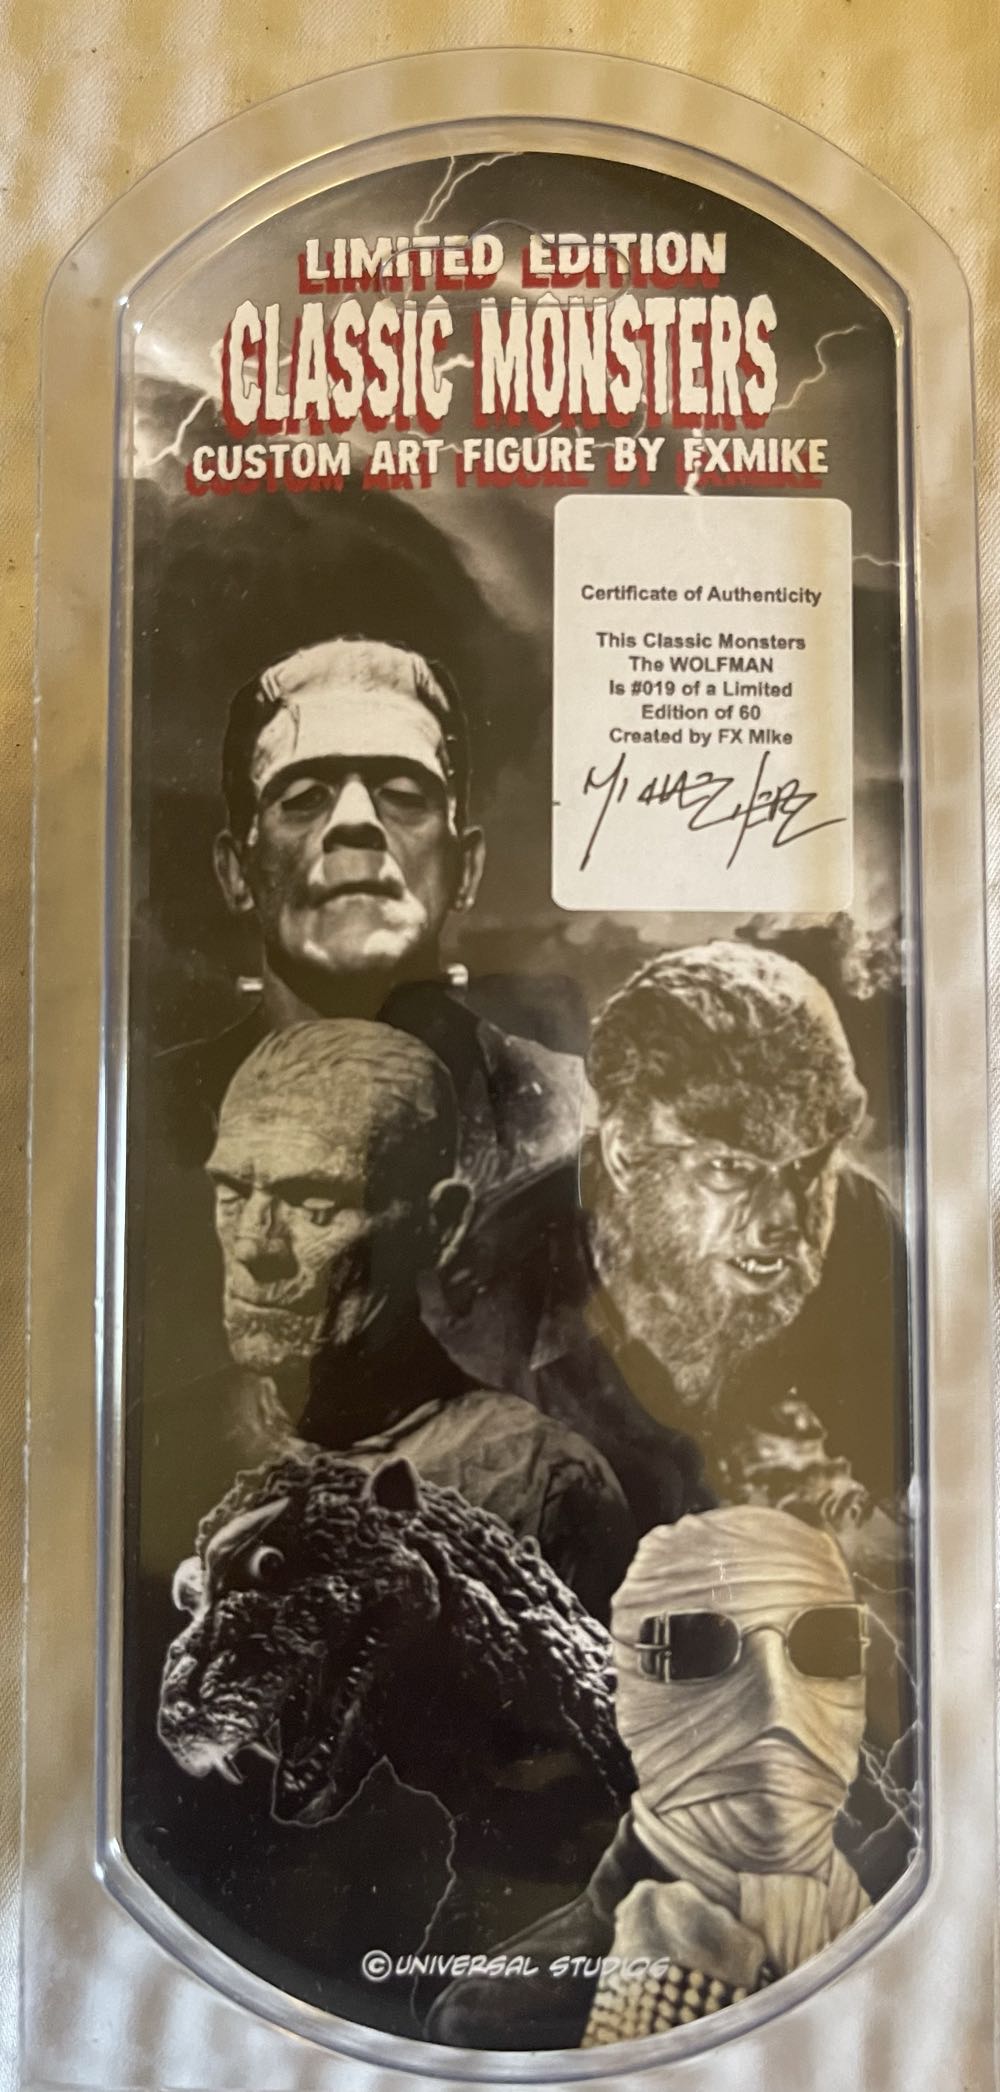 LIMITED EDITION
CLASSIC MONSTERS
CUSTOM ART FIGURE BY FXMIKE
Certificate of Authenticity
This Classic Monsters
The WOLFMAN
Is #019 of a Limited
Edition of 60
Created by FX Mike
© UNIVERSAL STUDIOS